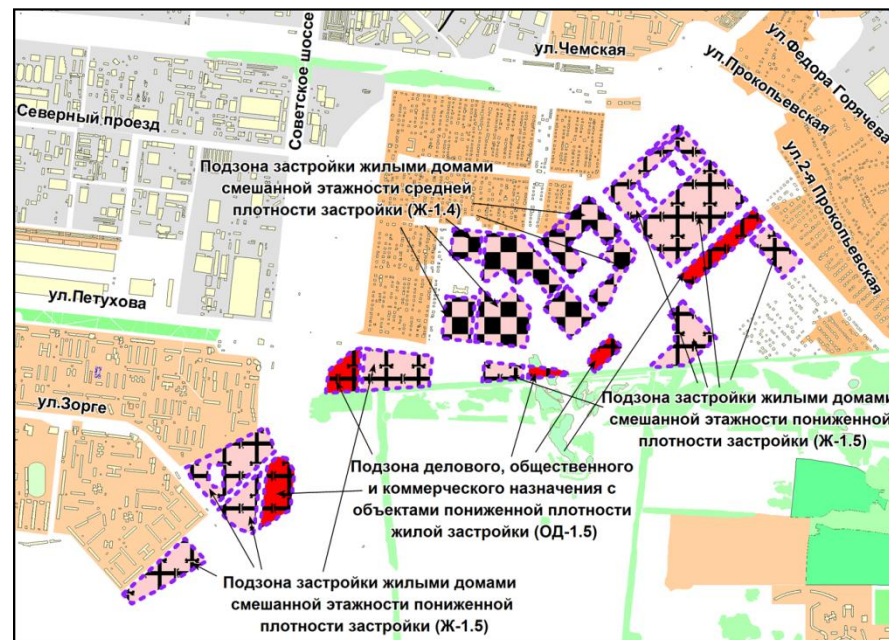 ул.Чемская
ул.Федора Горячева
ул.Прокопьевская
Советское шоссе
Северный проезд
ул.2-я Прокопьевская
Подзона застройки жилыми домами
смешанной этажности средней
плотности застройки (Ж-1.4)
ул.Петухова
ул.Зорге
Подзона застройки жилыми домами
смешанной этажности пониженной
плотности застройки (Ж-1.5)
Подзона делового, общественного
и коммерческого назначения с
объектами пониженной плотности
жилой застройки (ОД-1.5)
Подзона застройки жилыми домами
смешанной этажности пониженной
плотности застройки (Ж-1.5)